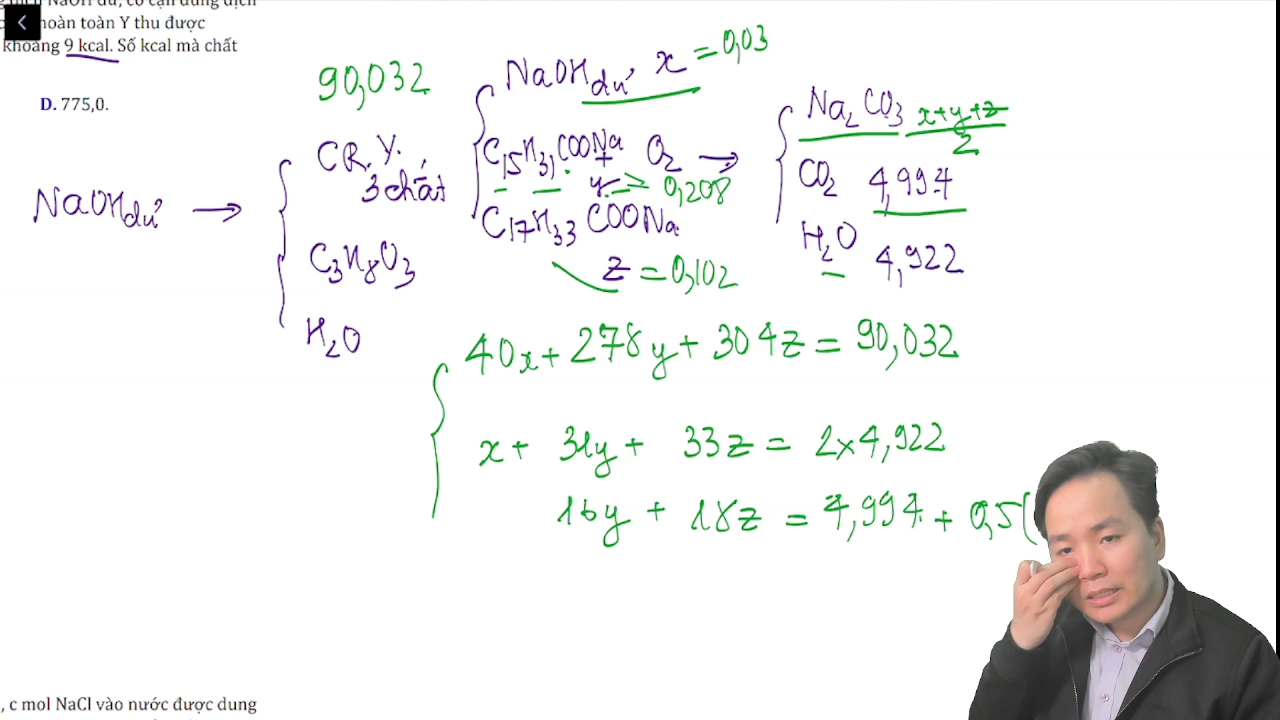 dịch NaOH dư, cô cạn dung dịch
hoàn toàn Y thu được
khoảng 9 kcal. Số kcal mà chất
D. 775,0.
90,032
NaOH dư → CR. Y. 3 chất
C3H8O3
H2O
NaOH dư x = 0,03
C15H31COONa + O2 →
y = 0,208
C17H33COONa
z = 0,102
Na2CO3 x+y+z / 2
CO2 4,994
H2O 4,922
40x + 278y + 304z = 90,032
x + 31y + 33z = 2×4,922
16y + 18z = 4,994 + 0,5(
, c mol NaCl vào nước được dung